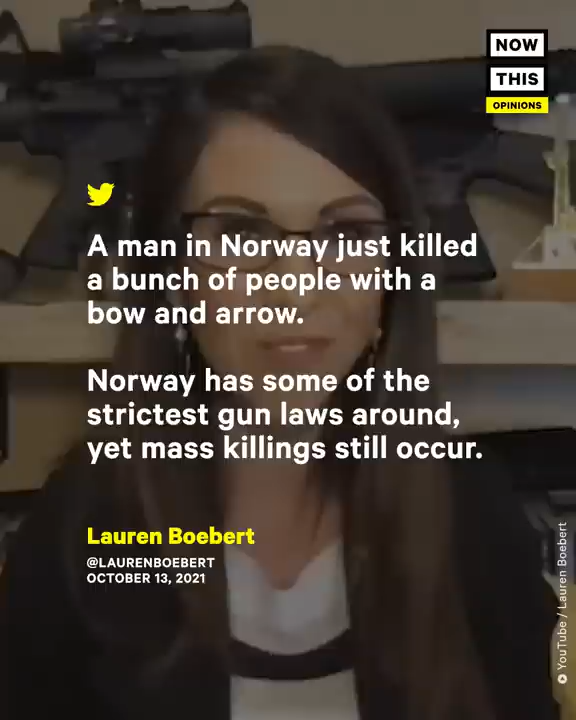 NOW
THIS
OPINIONS
A man in Norway just killed
a bunch of people with a
bow and arrow.
Norway has some of the
strictest gun laws around,
yet mass killings still occur.
Lauren Boebert
@LAURENBOEBERT
OCTOBER 13, 2021
YouTube / Lauren Boebert